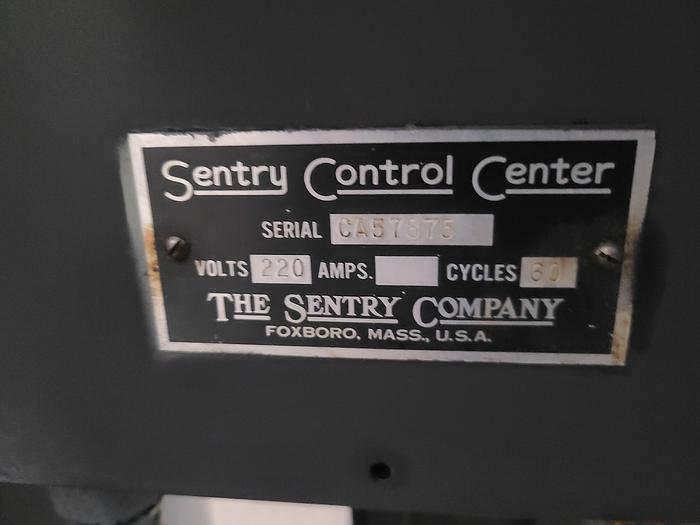 Sentry Control Center
SERIAL CA57875
VOLTS 220 AMPS. CYCLES 60
THE SENTRY COMPANY
FOXBORO, MASS., U.S.A.